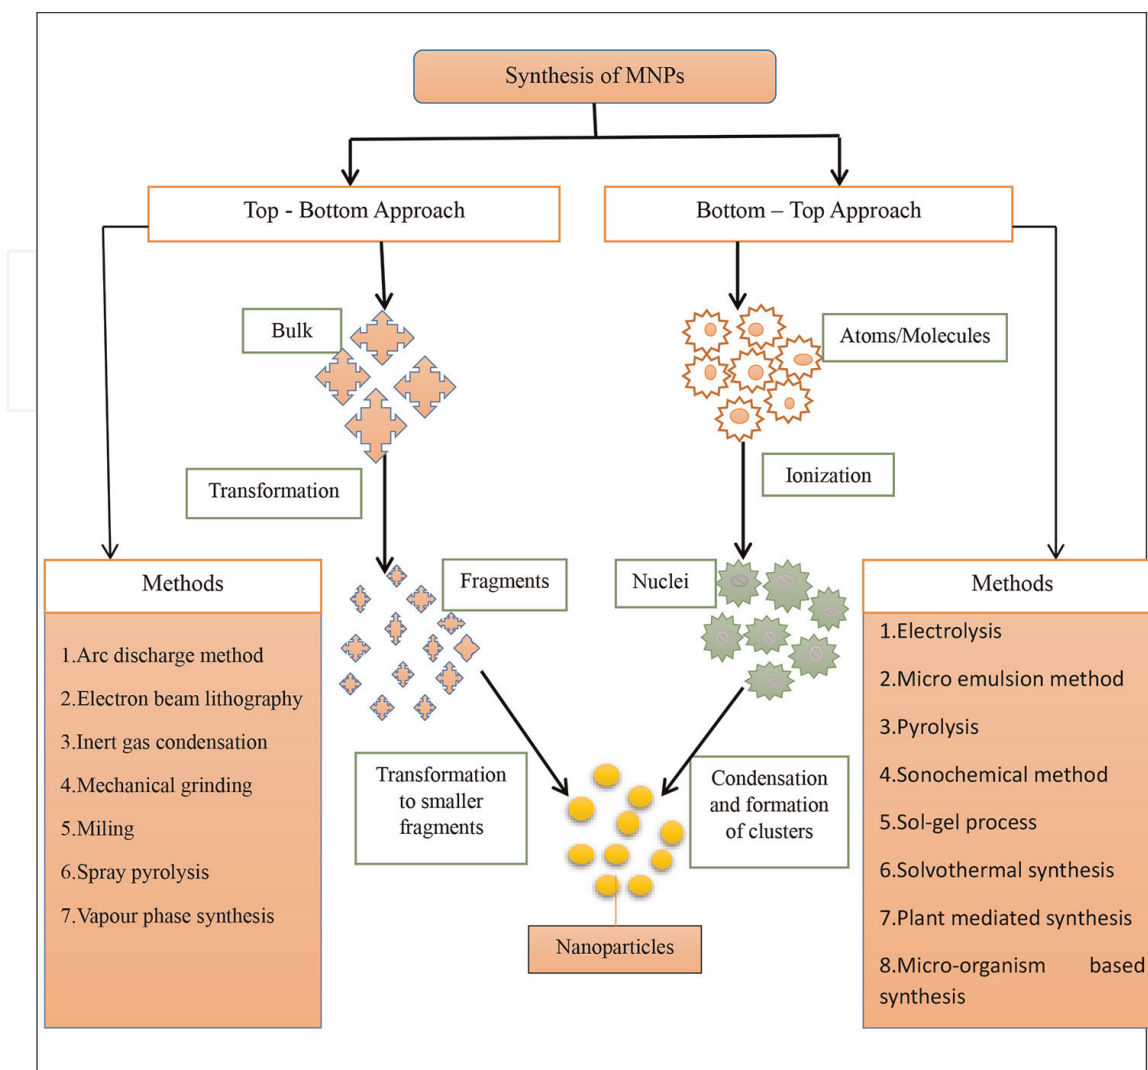 Synthesis of MNPs
Top - Bottom Approach
Bottom – Top Approach
Bulk
Atoms/Molecules
Transformation
Ionization
Fragments
Nuclei
Methods
1.Arc discharge method
2.Electron beam lithography
3.Inert gas condensation
4.Mechanical grinding
5.Miling
6.Spray pyrolysis
7.Vapour phase synthesis
Transformation
to smaller
fragments
Condensation
and formation
of clusters
Nanoparticles
Methods
1.Electrolysis
2.Micro emulsion method
3.Pyrolysis
4.Sonochemical method
5.Sol-gel process
6.Solvothermal synthesis
7.Plant mediated synthesis
8.Micro-organism based
synthesis